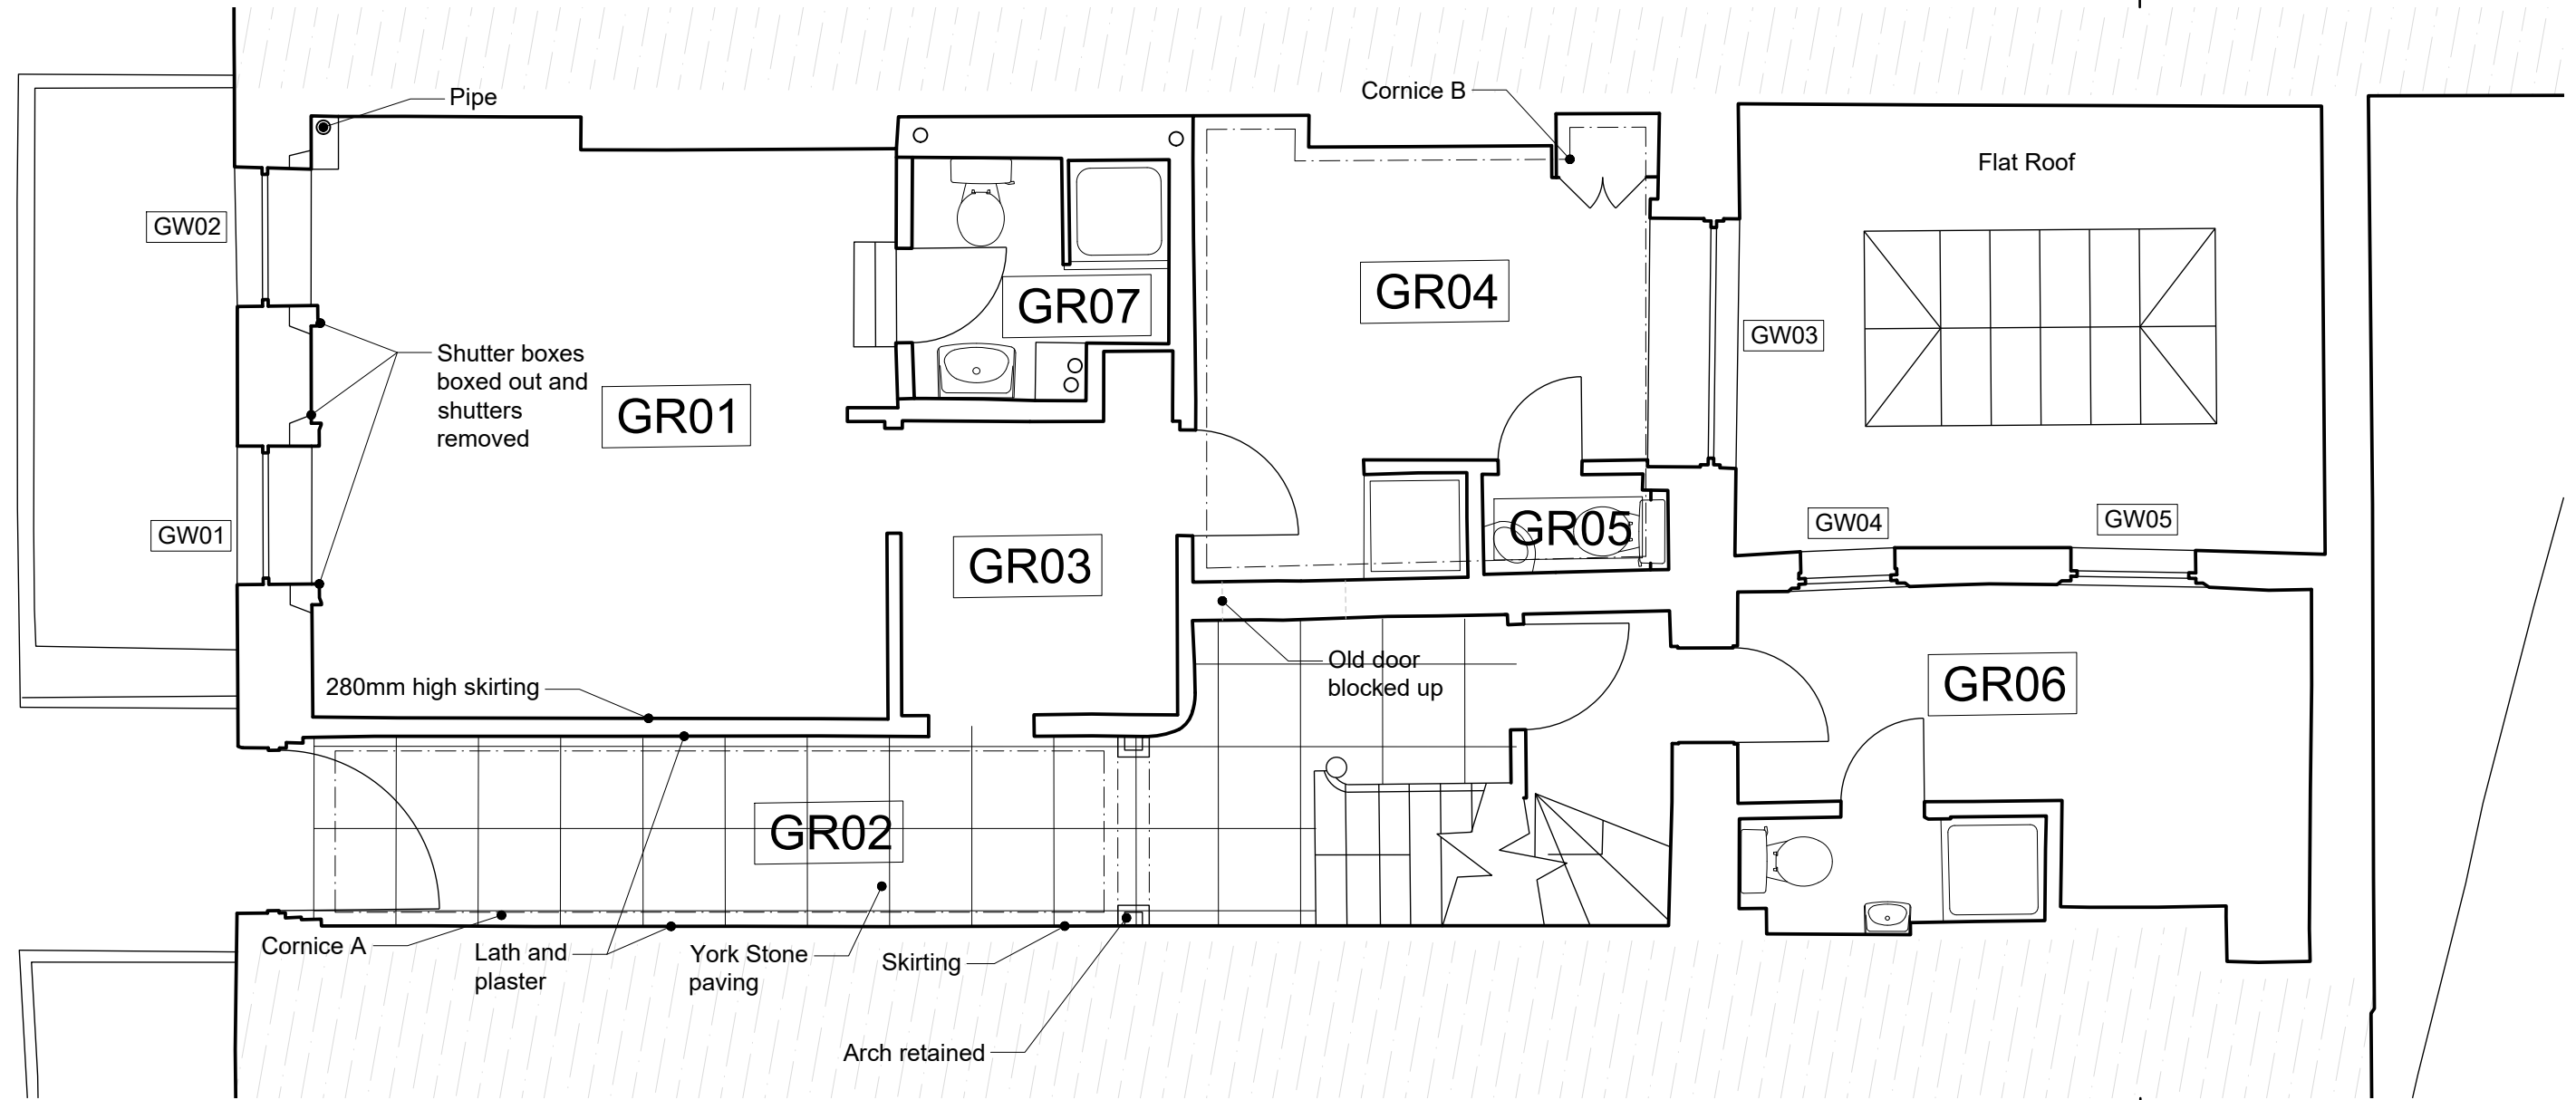 Pipe
Cornice B
Flat Roof
GW02
GR07
GR04
GW03
Shutter boxes
boxed out and
shutters
removed
GR01
GW01
GR03
GR05
GW04
GW05
280mm high skirting
Old door
blocked up
GR06
GR02
Cornice A
Lath and
plaster
York Stone
paving
Skirting
Arch retained